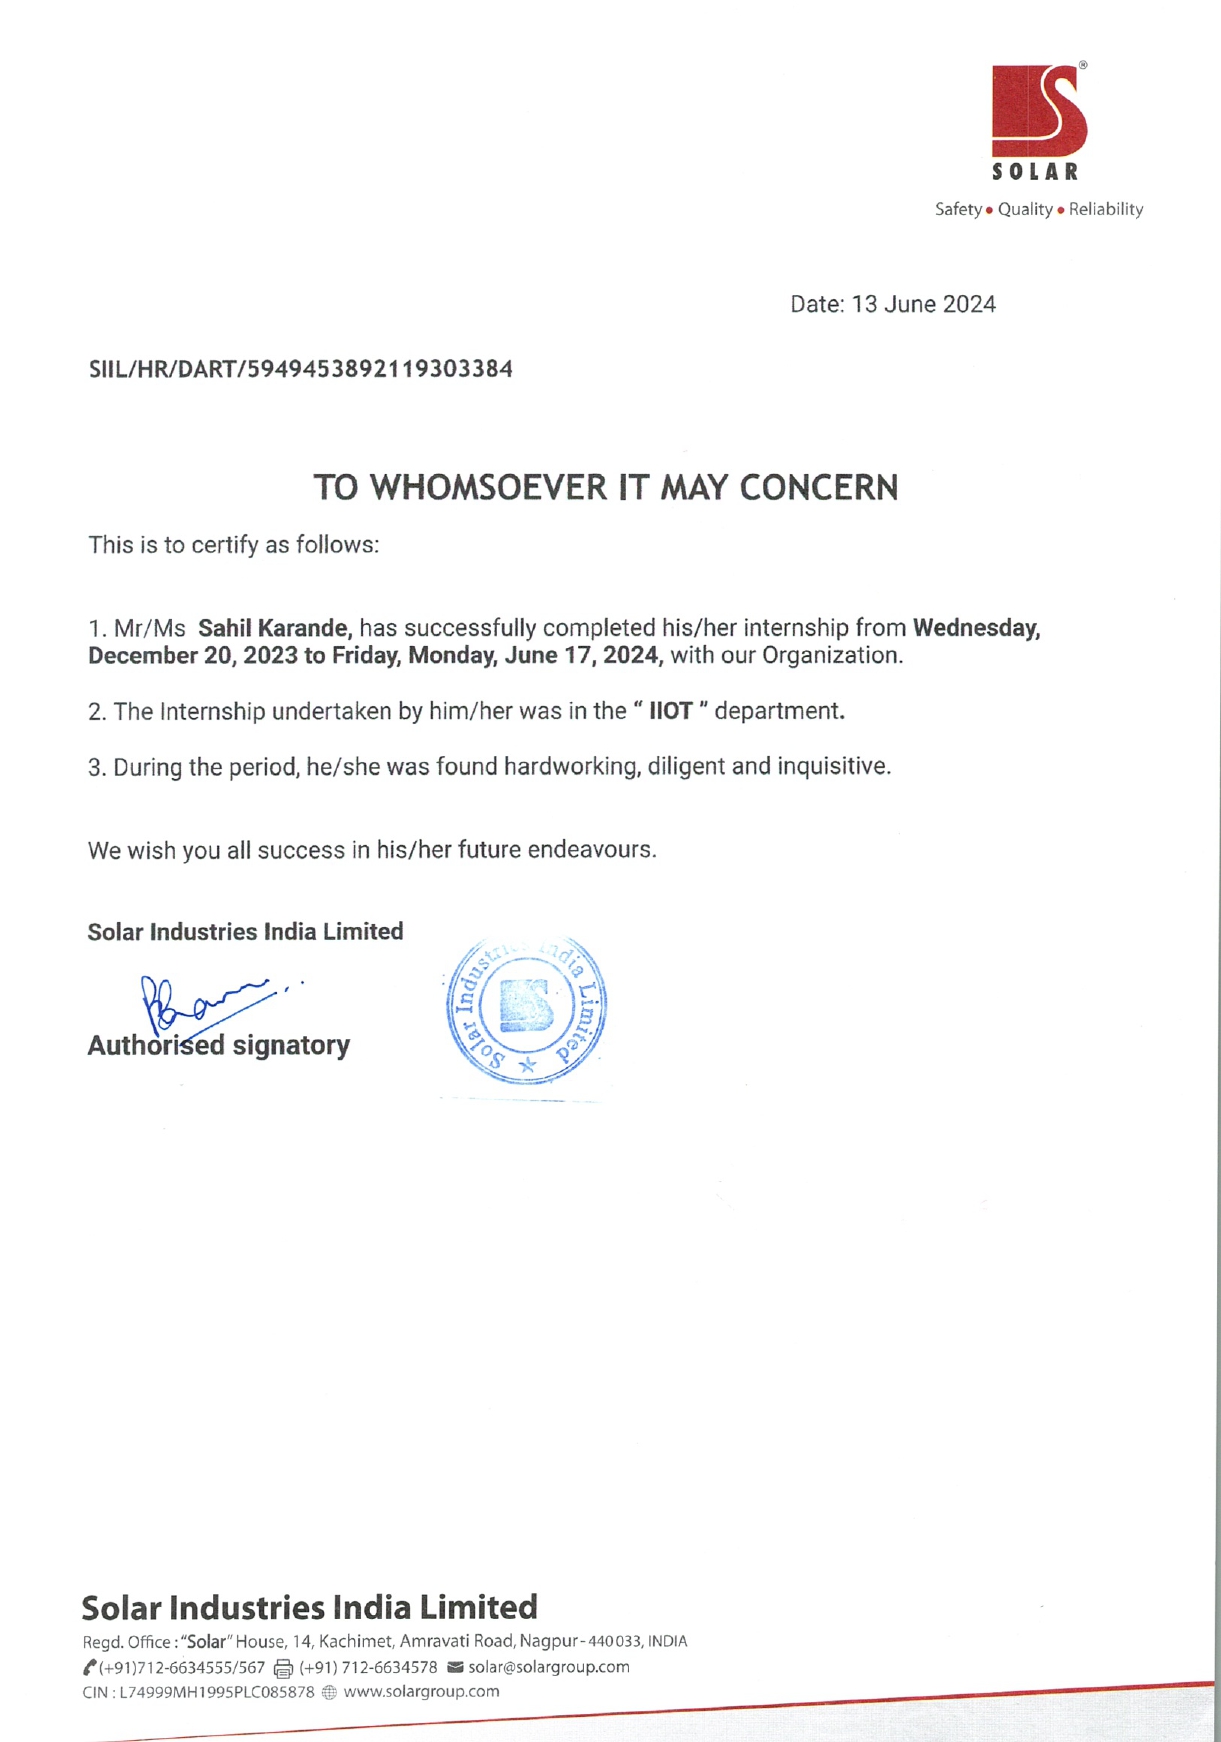 ®
SOLAR
Safety • Quality • Reliability
Date: 13 June 2024
SIIL/HR/DART/5949453892119303384
TO WHOMSOEVER IT MAY CONCERN
This is to certify as follows:
1. Mr/Ms Sahil Karande, has successfully completed his/her internship from Wednesday,
December 20, 2023 to Friday, Monday, June 17, 2024, with our Organization.
2. The Internship undertaken by him/her was in the “ IIOT ” department.
3. During the period, he/she was found hardworking, diligent and inquisitive.
We wish you all success in his/her future endeavours.
Solar Industries India Limited
Solar Industries India Limited
Authorised signatory
Solar Industries India Limited
Regd. Office : “Solar” House, 14, Kachimet, Amravati Road, Nagpur- 440 033, INDIA
(+91)712-6634555/567 (+91) 712-6634578 solar@solargroup.com
CIN : L74999MH1995PLC085878 www.solargroup.com